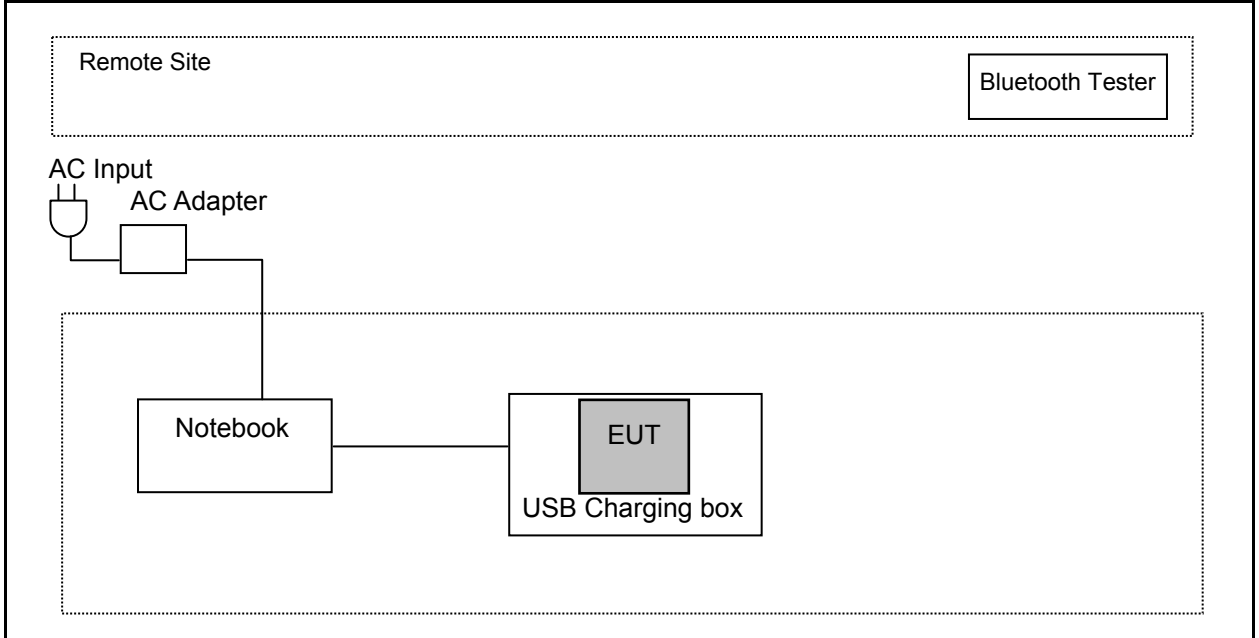 Remote Site
Bluetooth Tester
AC Input
AC Adapter
Notebook
EUT
USB Charging box